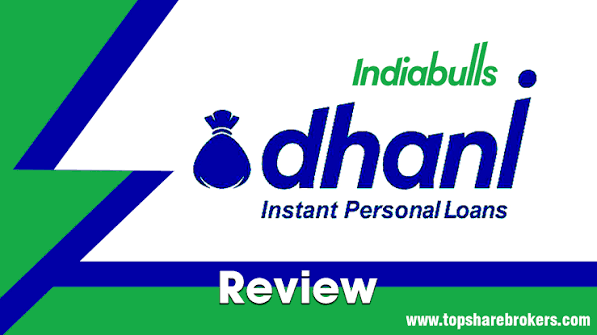 Indiabulls
dhani
Instant Personal Loans
Review
www.topsharebrokers.com